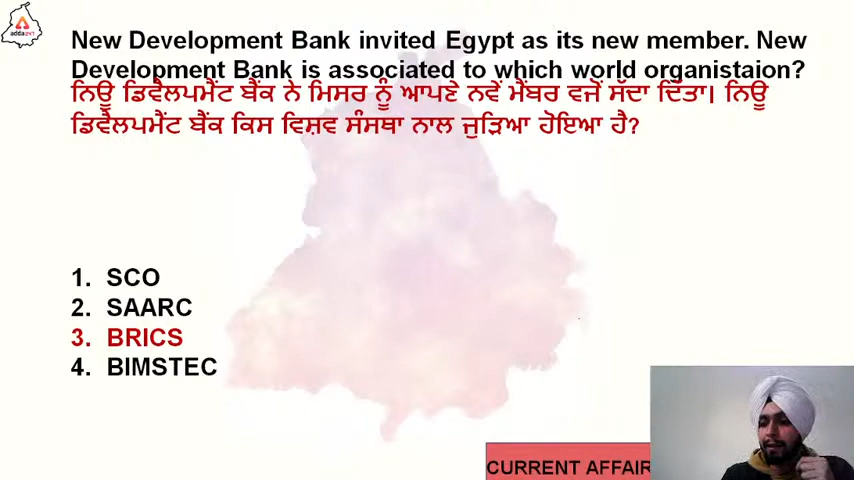 adda247
New Development Bank invited Egypt as its new member. New
Development Bank is associated to which world organistaion?
ਨਿਊ ਡਿਵੈਲਪਮੈਂਟ ਬੈਂਕ ਨੇ ਮਿਸਰ ਨੂੰ ਆਪਣੇ ਨਵੇਂ ਮੈਂਬਰ ਵਜੋਂ ਸੱਦਾ ਦਿੱਤਾ। ਨਿਊ
ਡਿਵੈਲਪਮੈਂਟ ਬੈਂਕ ਕਿਸ ਵਿਸ਼ਵ ਸੰਸਥਾ ਨਾਲ ਜੁੜਿਆ ਹੋਇਆ ਹੈ?
1. SCO
2. SAARC
3. BRICS
4. BIMSTEC
CURRENT AFFAIR